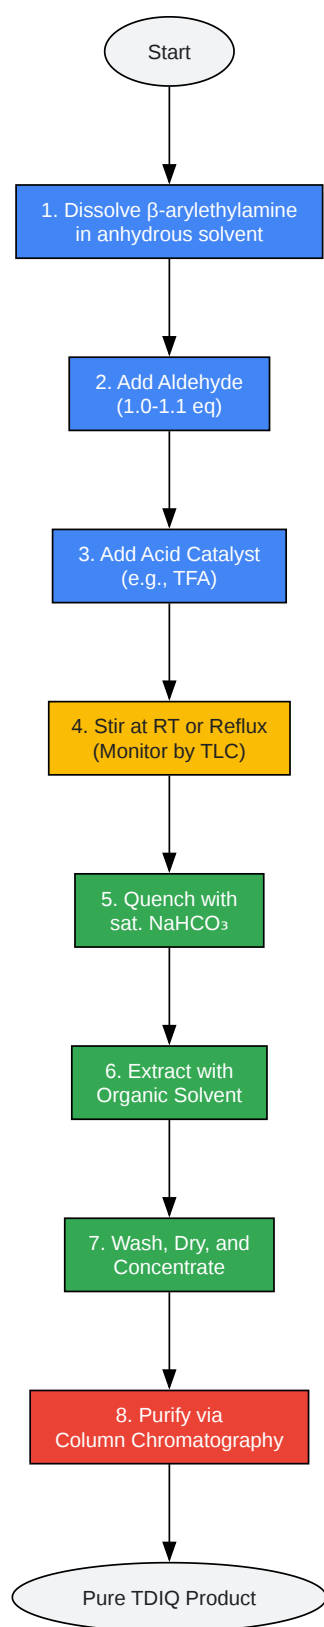 Start
1. Dissolve β-arylethylamine
in anhydrous solvent
2. Add Aldehyde
(1.0-1.1 eq)
3. Add Acid Catalyst
(e.g., TFA)
4. Stir at RT or Reflux
(Monitor by TLC)
5. Quench with
sat. NaHCO₃
6. Extract with
Organic Solvent
7. Wash, Dry, and
Concentrate
8. Purify via
Column Chromatography
Pure TDIQ Product